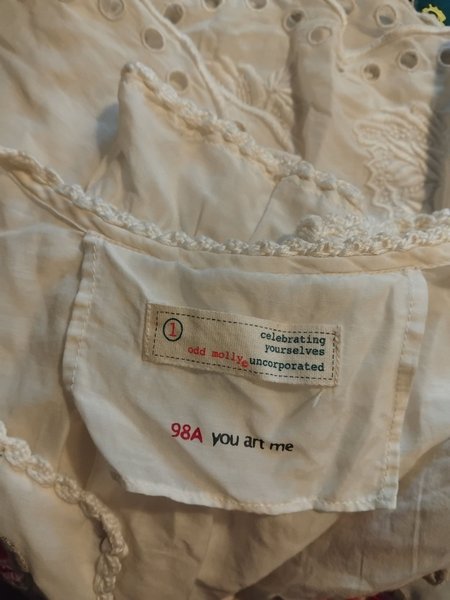 1
celebrating
yourselves
odd molly® uncorporated
98A you art me